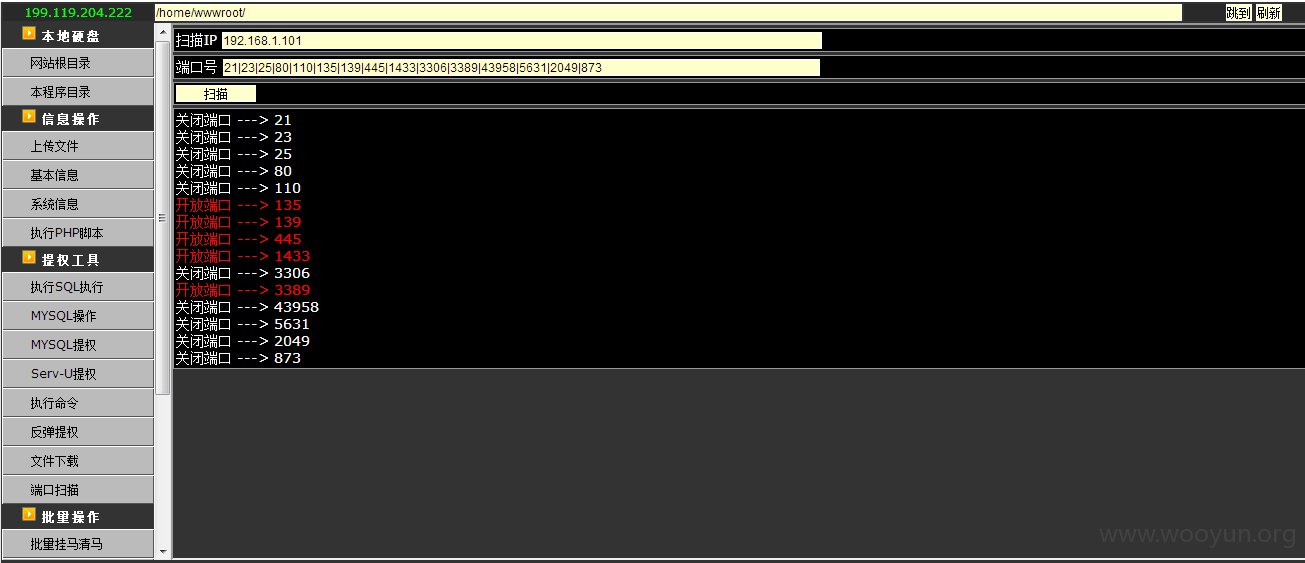 199.119.204.222 /home/wwwroot/ 跳到 刷新
本地硬盘
网站根目录
本程序目录
信息操作
上传文件
基本信息
系统信息
执行PHP脚本
提权工具
执行SQL执行
MYSQL操作
MYSQL提权
Serv-U提权
执行命令
反弹提权
文件下载
端口扫描
批量操作
批量挂马清马
扫描IP 192.168.1.101
端口号 21|23|25|80|110|135|139|445|1433|3306|3389|43958|5631|2049|873
扫描
关闭端口 ---> 21
关闭端口 ---> 23
关闭端口 ---> 25
关闭端口 ---> 80
关闭端口 ---> 110
开放端口 ---> 135
开放端口 ---> 139
开放端口 ---> 445
开放端口 ---> 1433
关闭端口 ---> 3306
开放端口 ---> 3389
关闭端口 ---> 43958
关闭端口 ---> 5631
关闭端口 ---> 2049
关闭端口 ---> 873
www.wooyun.org